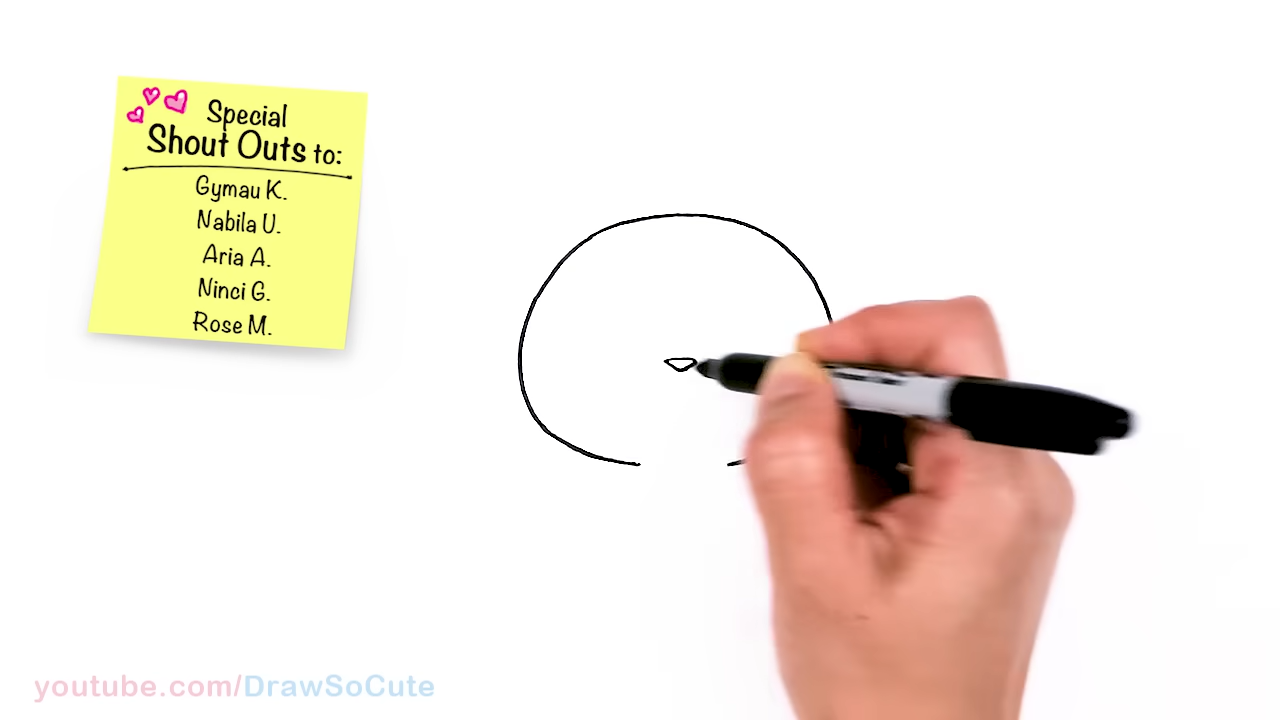 Special
Shout Outs to:
Gymau K.
Nabila U.
Aria A.
Ninci G.
Rose M.
youtube.com/DrawSoCute